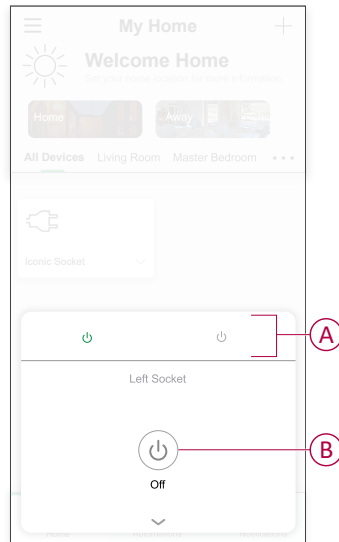 My Home
Welcome Home
Set your home location for more information
Home
Away
All Devices Living Room Master Bedroom
Iconic Socket
A
Left Socket
B
Off
Home